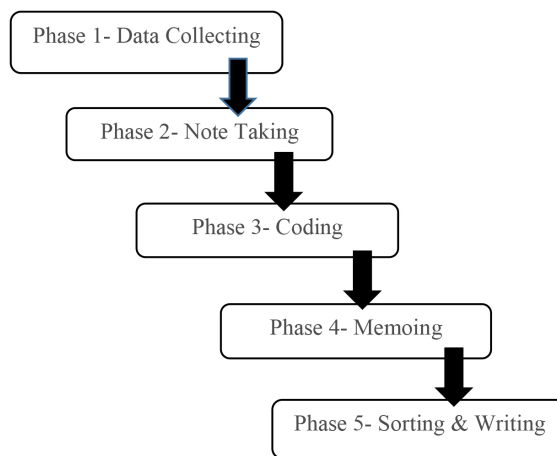 Phase 1- Data Collecting
Phase 2- Note Taking
Phase 3- Coding
Phase 4- Memoing
Phase 5- Sorting & Writing